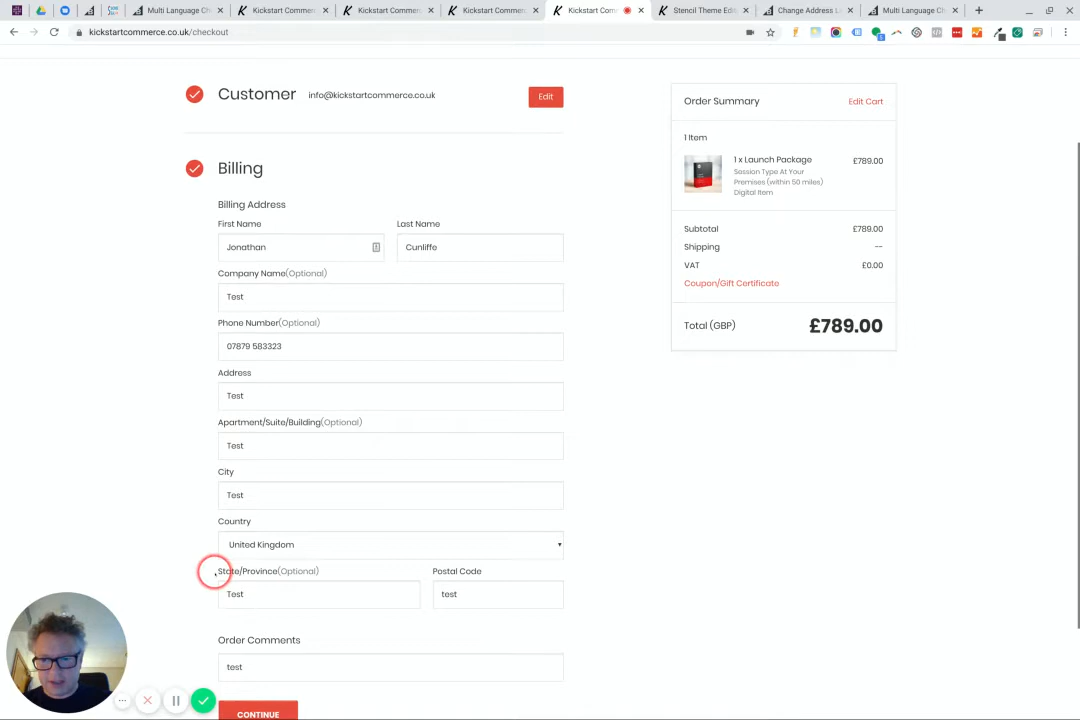 Multi Language Ch
Kickstart Commerc
Kickstart Commerc
Kickstart Commerc
Kickstart Com
Stencil Theme Edi
Change Address L
Multi Language Ch
kickstartcommerce.co.uk/checkout
Customer
info@kickstartcommerce.co.uk
Edit
Billing
Billing Address
First Name
Last Name
Jonathan
Cunliffe
Company Name(Optional)
Test
Phone Number(Optional)
07879 583323
Address
Test
Apartment/Suite/Building(Optional)
Test
City
Test
Country
United Kingdom
State/Province(Optional)
Postal Code
Test
test
Order Comments
test
CONTINUE
Order Summary
Edit Cart
1 Item
1 x Launch Package
£789.00
Session Type At Your
Premises (within 50 miles)
Digital Item
Subtotal
£789.00
Shipping
--
VAT
£0.00
Coupon/Gift Certificate
Total (GBP)
£789.00